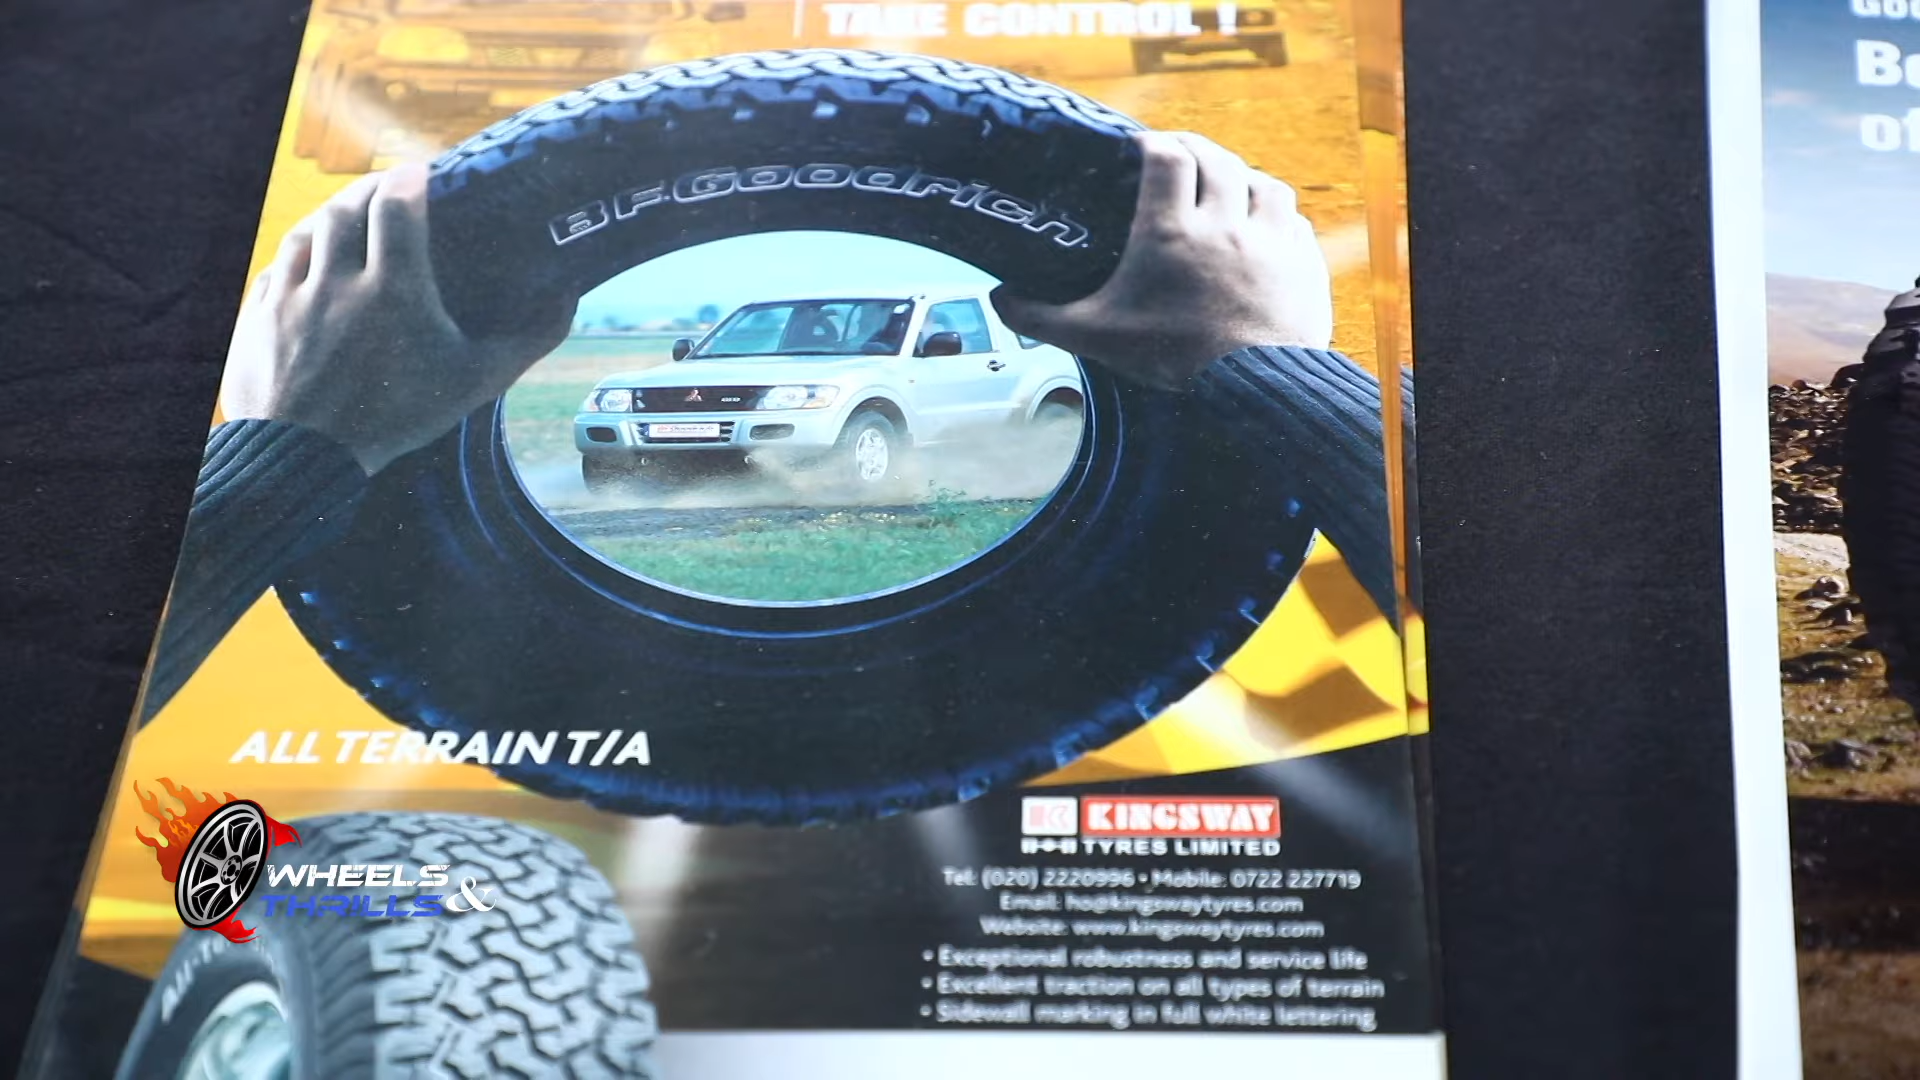 TAKE CONTROL !
BFGoodrich
ALL TERRAIN T/A
WHEELS
& THRILLS
KINGSWAY
TYRES LIMITED
Tel: (020) 2220996 • Mobile: 0722 227719
Email: ho@kingswaytyres.com
Website: www.kingswaytyres.com
• Exceptional robustness and service life
• Excellent traction on all types of terrain
• Sidewall marking in full white lettering